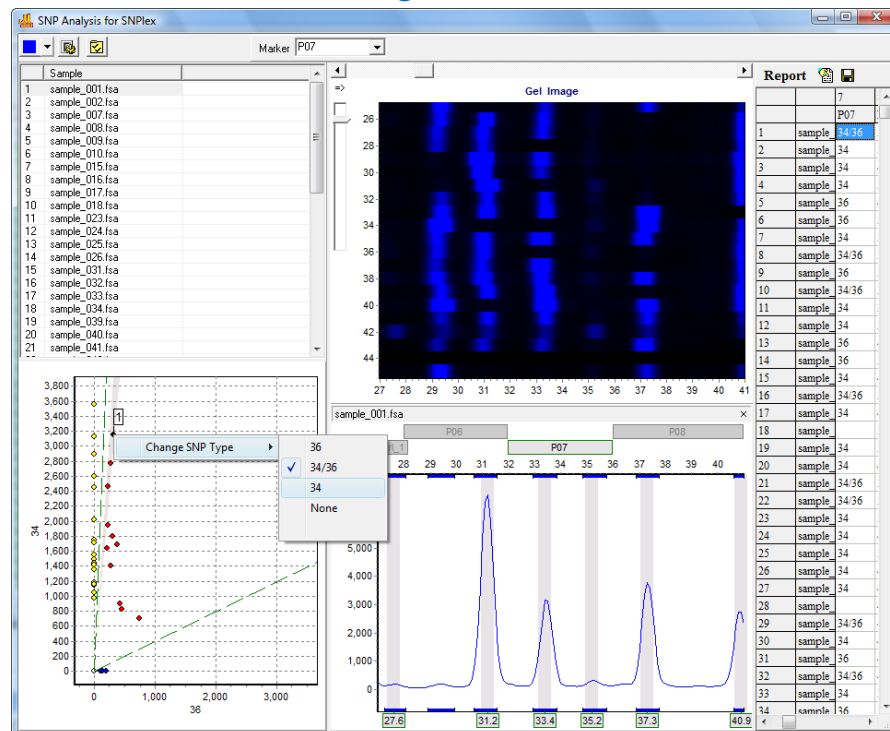 SNP Analysis for SNPlex
Marker P07
Sample
1 sample_001.fsa
2 sample_002.fsa
3 sample_007.fsa
4 sample_008.fsa
5 sample_009.fsa
6 sample_010.fsa
7 sample_015.fsa
8 sample_016.fsa
9 sample_017.fsa
10 sample_018.fsa
11 sample_023.fsa
12 sample_024.fsa
13 sample_025.fsa
14 sample_026.fsa
15 sample_031.fsa
16 sample_032.fsa
17 sample_033.fsa
18 sample_034.fsa
19 sample_039.fsa
20 sample_040.fsa
21 sample_041.fsa
=>
Gel Image
26
28
30
32
34
36
38
40
42
44
27 28 29 30 31 32 33 34 35 36 37 38 39 40 41
Report
7
P07
1 sample_ 34/36
2 sample_ 34
3 sample_ 34
4 sample_ 34
5 sample_ 36
6 sample_ 36
7 sample_ 34
8 sample_ 34/36
9 sample_ 36
10 sample_ 34/36
11 sample_ 34
12 sample_ 34
13 sample_ 36
14 sample_ 36
15 sample_ 34
16 sample_ 34/36
17 sample_ 34
18 sample_
19 sample_ 34
20 sample_ 34
21 sample_ 34/36
22 sample_ 34/36
23 sample_ 34
24 sample_ 34
25 sample_ 34
26 sample_ 34
27 sample_ 34
28 sample_
29 sample_ 34/36
30 sample_ 34
31 sample_ 36
32 sample_ 34/36
33 sample_ 34
34 sample_ 36
3,800
3,600
3,400
3,200
3,000
2,800
2,600
2,400
2,200
2,000
1,800
1,600
1,400
1,200
1,000
800
600
400
200
0
34
1
0 1,000 2,000 3,000
36
Change SNP Type
36
34/36
34
None
sample_001.fsa
P06 P08
P07
28 29 30 31 32 33 34 35 36 37 38 39 40
5,000
4,000
3,000
2,000
1,000
0
27.6 31.2 33.4 35.2 37.3 40.9